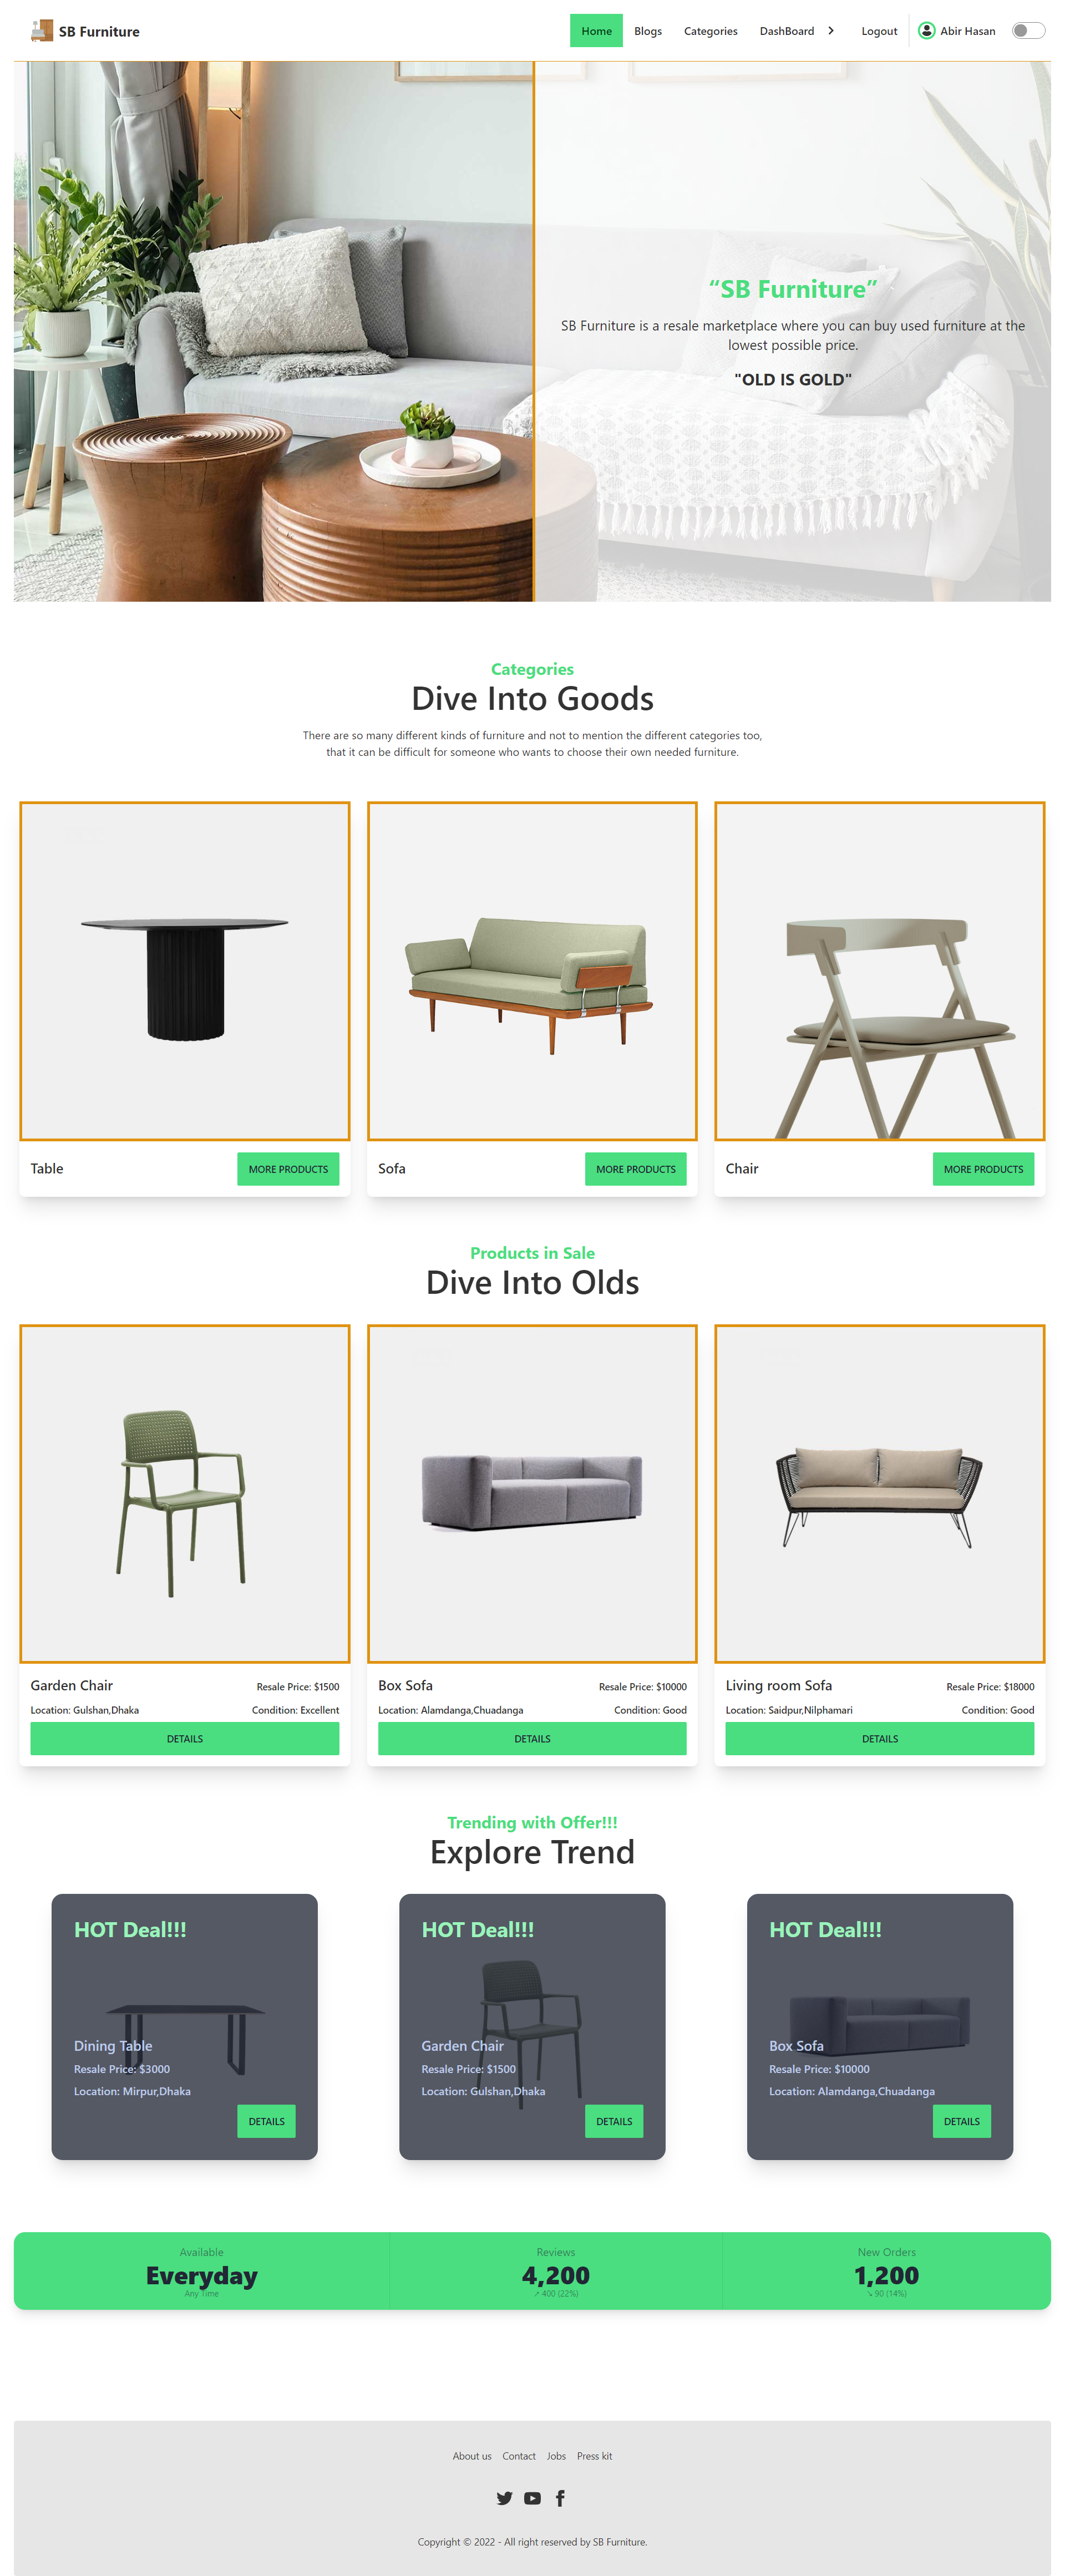 SB Furniture
Home Blogs Categories DashBoard Logout Abir Hasan
“SB Furniture”
SB Furniture is a resale marketplace where you can buy used furniture at the
lowest possible price.
"OLD IS GOLD"
Categories
Dive Into Goods
There are so many different kinds of furniture and not to mention the different categories too,
that it can be difficult for someone who wants to choose their own needed furniture.
Table MORE PRODUCTS
Sofa MORE PRODUCTS
Chair MORE PRODUCTS
Products in Sale
Dive Into Olds
Garden Chair Resale Price: $1500
Location: Gulshan,Dhaka Condition: Excellent
DETAILS
Box Sofa Resale Price: $10000
Location: Alamdanga,Chuadanga Condition: Good
DETAILS
Living room Sofa Resale Price: $18000
Location: Saidpur,Nilphamari Condition: Good
DETAILS
Trending with Offer!!!
Explore Trend
HOT Deal!!!
Dining Table
Resale Price: $3000
Location: Mirpur,Dhaka
DETAILS
HOT Deal!!!
Garden Chair
Resale Price: $1500
Location: Gulshan,Dhaka
DETAILS
HOT Deal!!!
Box Sofa
Resale Price: $10000
Location: Alamdanga,Chuadanga
DETAILS
Available
Everyday
Any Time
Reviews
4,200
↗ 400 (22%)
New Orders
1,200
↘ 90 (14%)
About us Contact Jobs Press kit
Copyright © 2022 - All right reserved by SB Furniture.